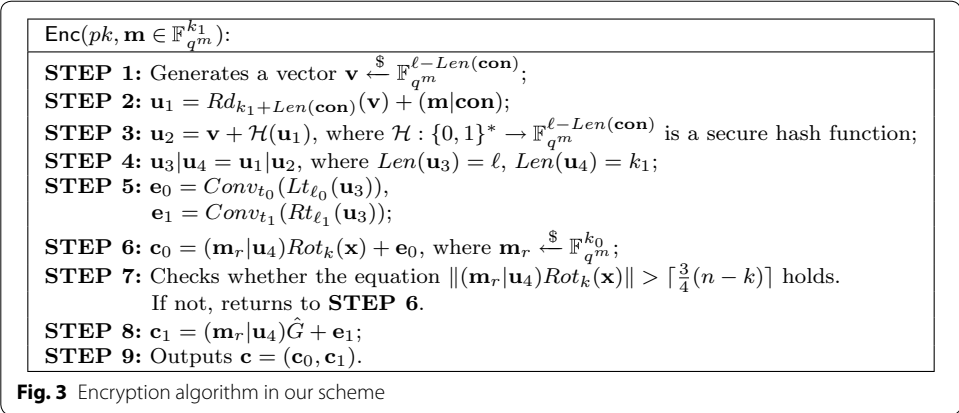 Enc(pk, m ∈ 𝔽_{q^m}^{k_1}):
STEP 1: Generates a vector v ←$ 𝔽_{q^m}^{ℓ−Len(con)};
STEP 2: u_1 = Rd_{k_1+Len(con)}(v) + (m|con);
STEP 3: u_2 = v + ℋ(u_1), where ℋ : {0, 1}^* → 𝔽_{q^m}^{ℓ−Len(con)} is a secure hash function;
STEP 4: u_3|u_4 = u_1|u_2, where Len(u_3) = ℓ, Len(u_4) = k_1;
STEP 5: e_0 = Conv_{t_0}(Lt_{ℓ_0}(u_3)),
e_1 = Conv_{t_1}(Rt_{ℓ_1}(u_3));
STEP 6: c_0 = (m_r|u_4)Rot_k(x) + e_0, where m_r ←$ 𝔽_{q^m}^{k_0};
STEP 7: Checks whether the equation ‖(m_r|u_4)Rot_k(x)‖ > ⌈3/4(n − k)⌉ holds.
If not, returns to STEP 6.
STEP 8: c_1 = (m_r|u_4)Ĝ + e_1;
STEP 9: Outputs c = (c_0, c_1).
Fig. 3 Encryption algorithm in our scheme